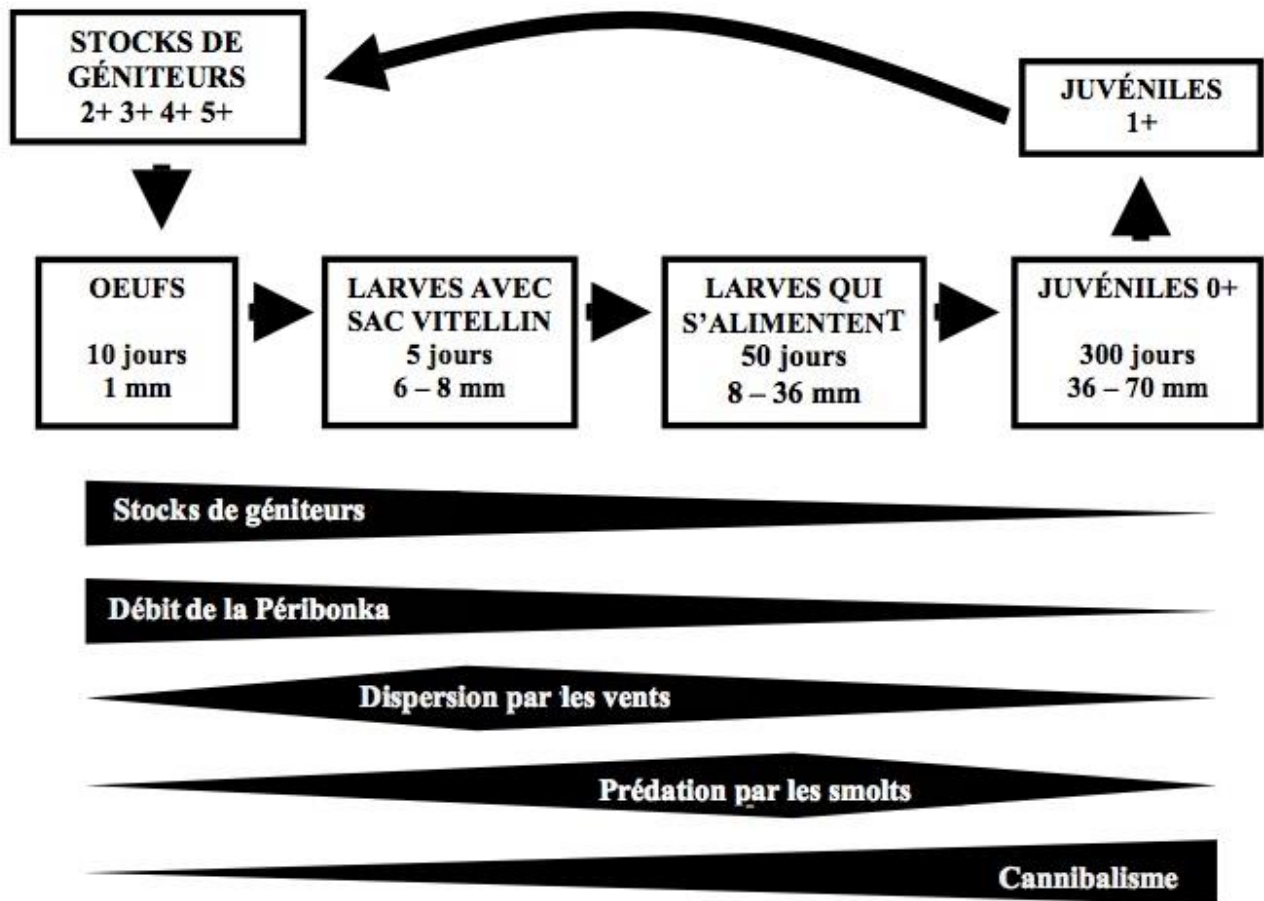 STOCKS DE
GÉNITEURS
2+ 3+ 4+ 5+
JUVÉNILES
1+
OEUFS
10 jours
1 mm
LARVES AVEC
SAC VITELLIN
5 jours
6 – 8 mm
LARVES QUI
S’ALIMENTENT
50 jours
8 – 36 mm
JUVÉNILES 0+
300 jours
36 – 70 mm
Stocks de géniteurs
Débit de la Péribonka
Dispersion par les vents
Prédation par les smolts
Cannibalisme